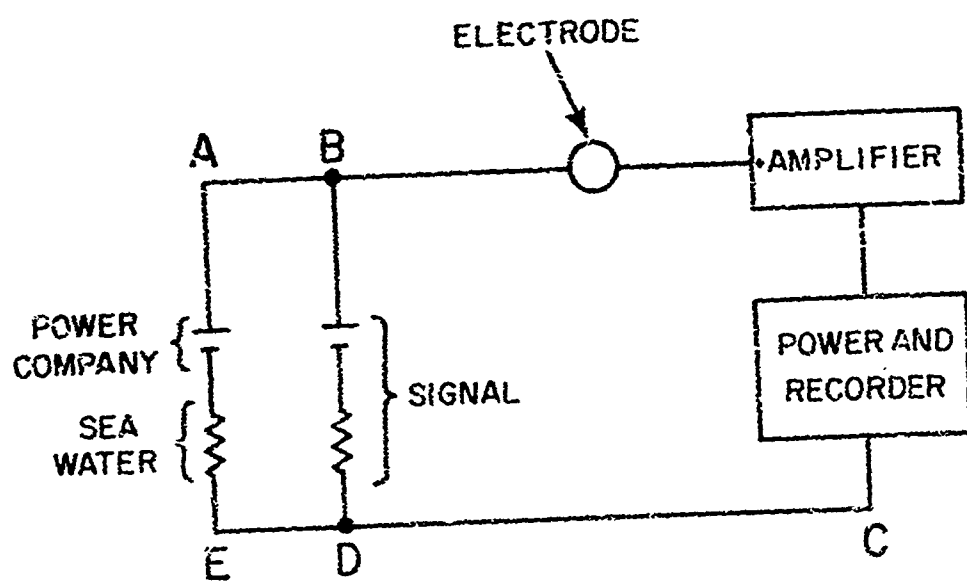 ELECTRODE
A
B
AMPLIFIER
POWER
COMPANY
SIGNAL
POWER AND
RECORDER
SEA
WATER
E
D
C